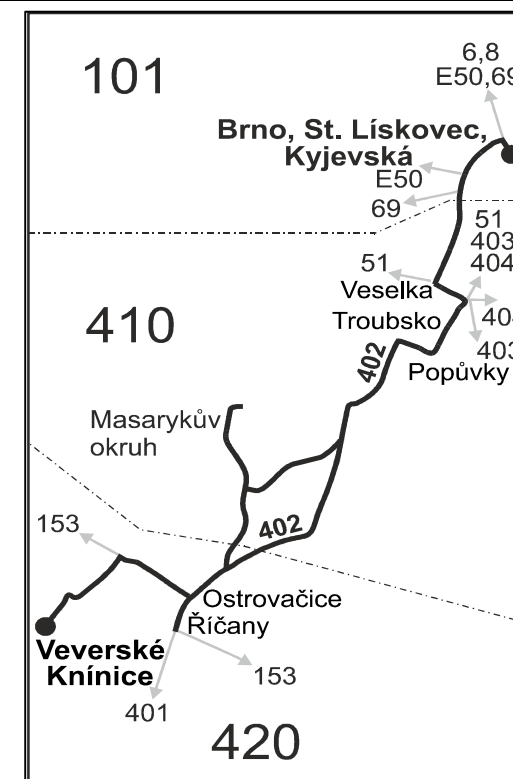 6,8
101
E50,69
Brno, St. Lískovec,
Kyjevská
E50
69
51
403
404
51
Veselka
410
Troubsko
403
402
Popůvky
Masarykův
okruh
402
153
Ostrovačice
Říčany
Veverské
Knínice
153
401
420